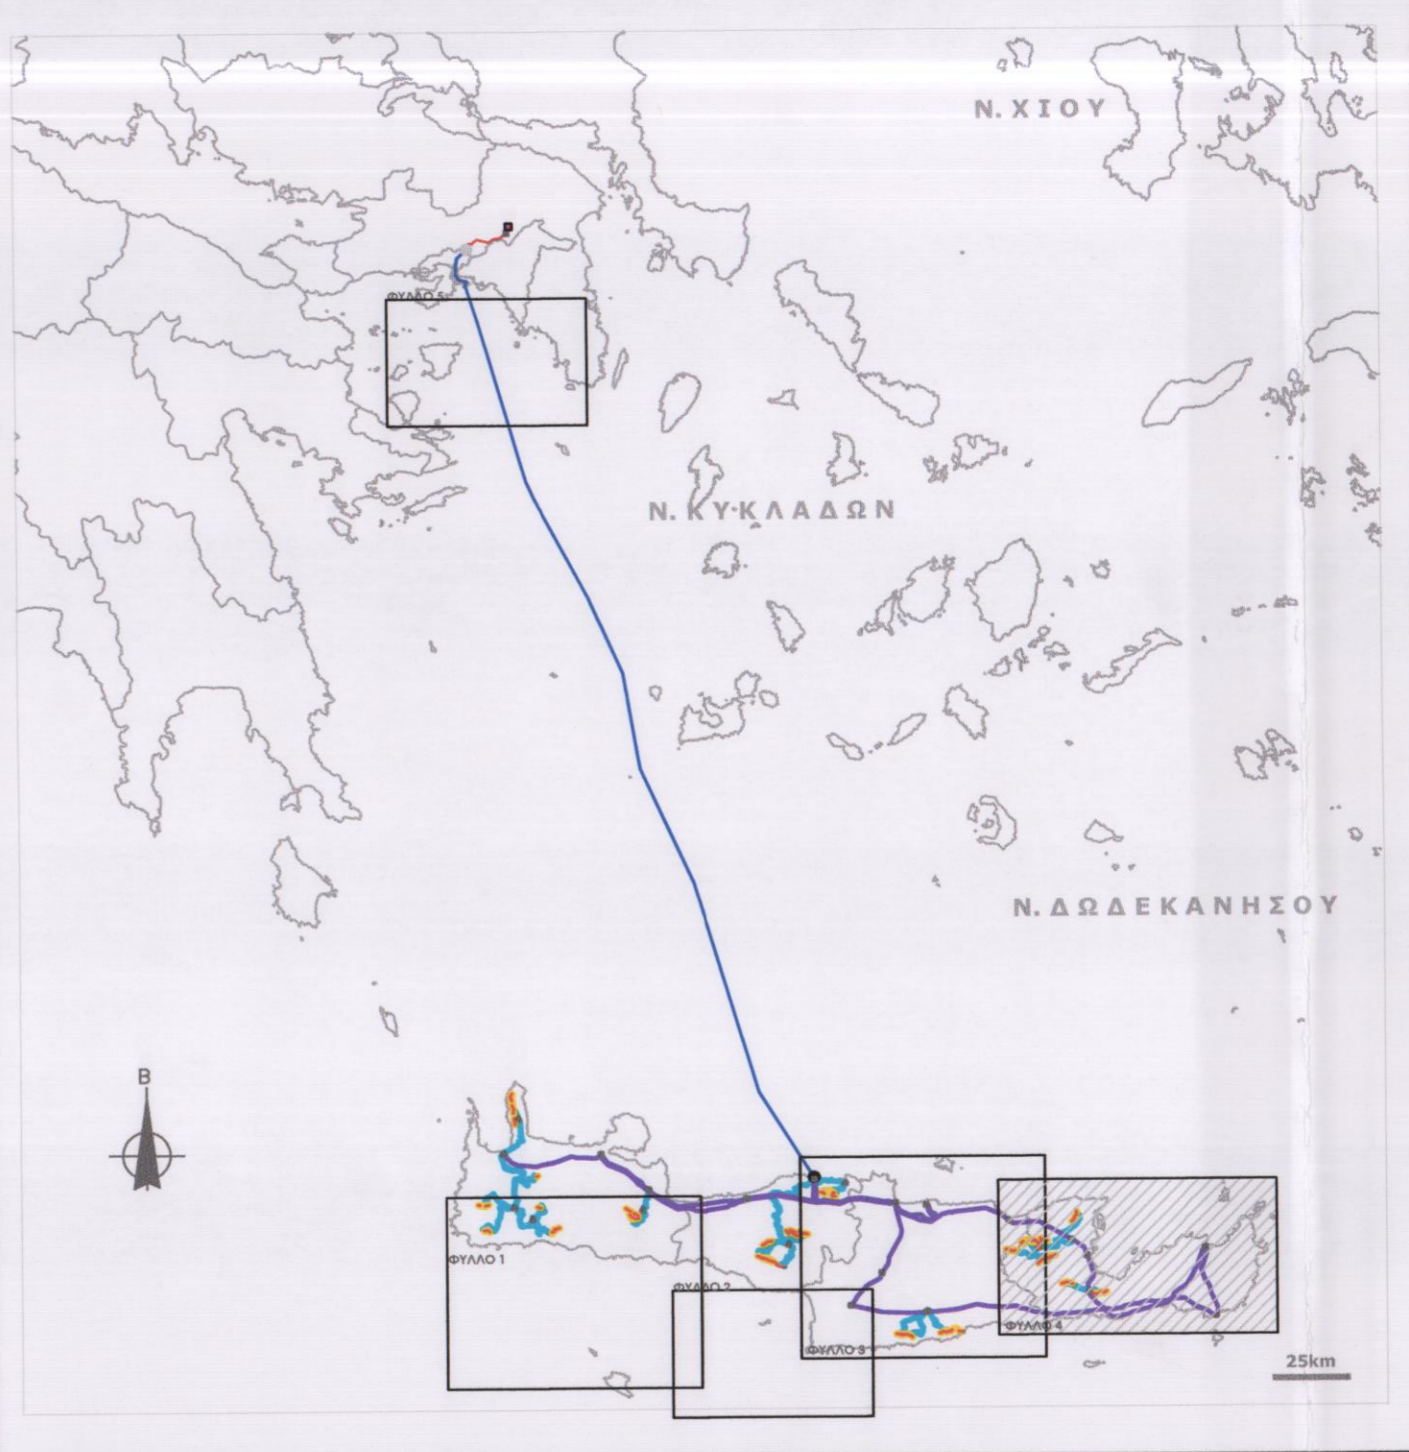 Ν. ΧΙΟΥ
ΦΥΛΛΟ 5
Ν. ΚΥΚΛΑΔΩΝ
Ν. ΔΩΔΕΚΑΝΗΣΟΥ
Β
ΦΥΛΛΟ 1
ΦΥΛΛΟ 2
ΦΥΛΛΟ 4
ΦΥΛΛΟ 3
25km